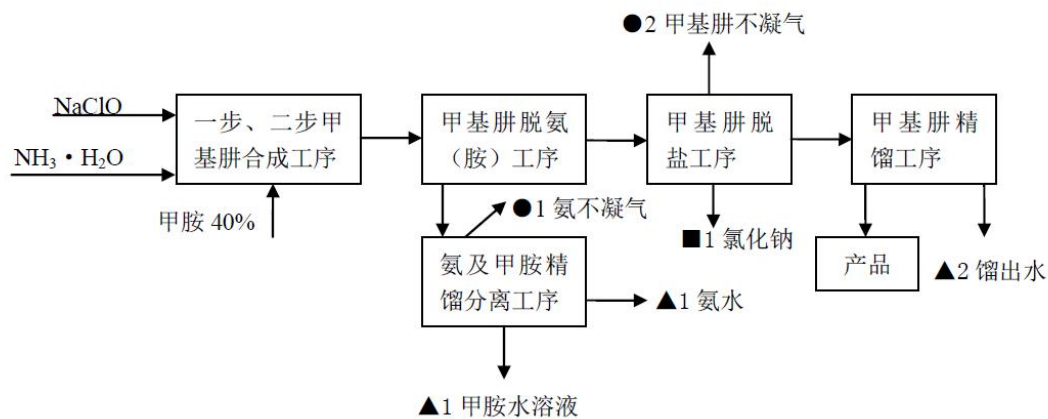 ●2 甲基肼不凝气
NaClO
NH₃·H₂O
一步、二步甲
基肼合成工序
甲胺 40%
甲基肼脱氨
（胺）工序
甲基肼脱
盐工序
甲基肼精
馏工序
●1 氨不凝气
■1 氯化钠
氨及甲胺精
馏分离工序
▲1 氨水
产品
▲2 馏出水
▲1 甲胺水溶液